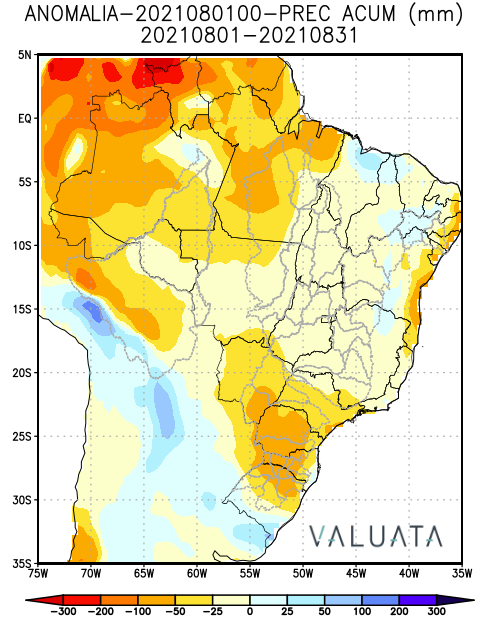 ANOMALIA-2021080100-PREC ACUM (mm)
20210801-20210831
5N
EQ
5S
10S
15S
20S
25S
30S
35S
VALUATA
75W 70W 65W 60W 55W 50W 45W 40W 35W
-300 -200 -100 -50 -25 0 25 50 100 200 300